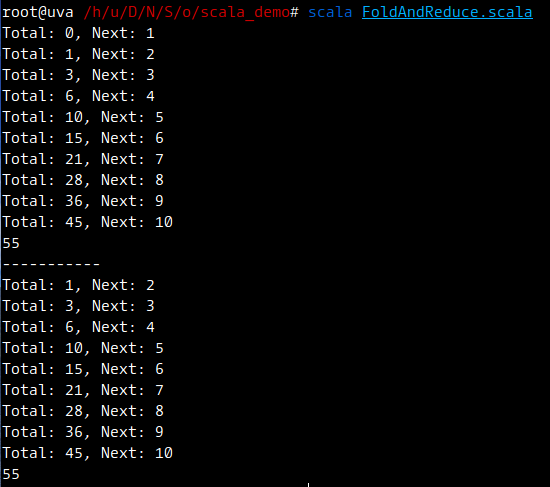 root@uva /h/u/D/N/S/o/scala_demo# scala FoldAndReduce.scala
Total: 0, Next: 1
Total: 1, Next: 2
Total: 3, Next: 3
Total: 6, Next: 4
Total: 10, Next: 5
Total: 15, Next: 6
Total: 21, Next: 7
Total: 28, Next: 8
Total: 36, Next: 9
Total: 45, Next: 10
55
-----------
Total: 1, Next: 2
Total: 3, Next: 3
Total: 6, Next: 4
Total: 10, Next: 5
Total: 15, Next: 6
Total: 21, Next: 7
Total: 28, Next: 8
Total: 36, Next: 9
Total: 45, Next: 10
55